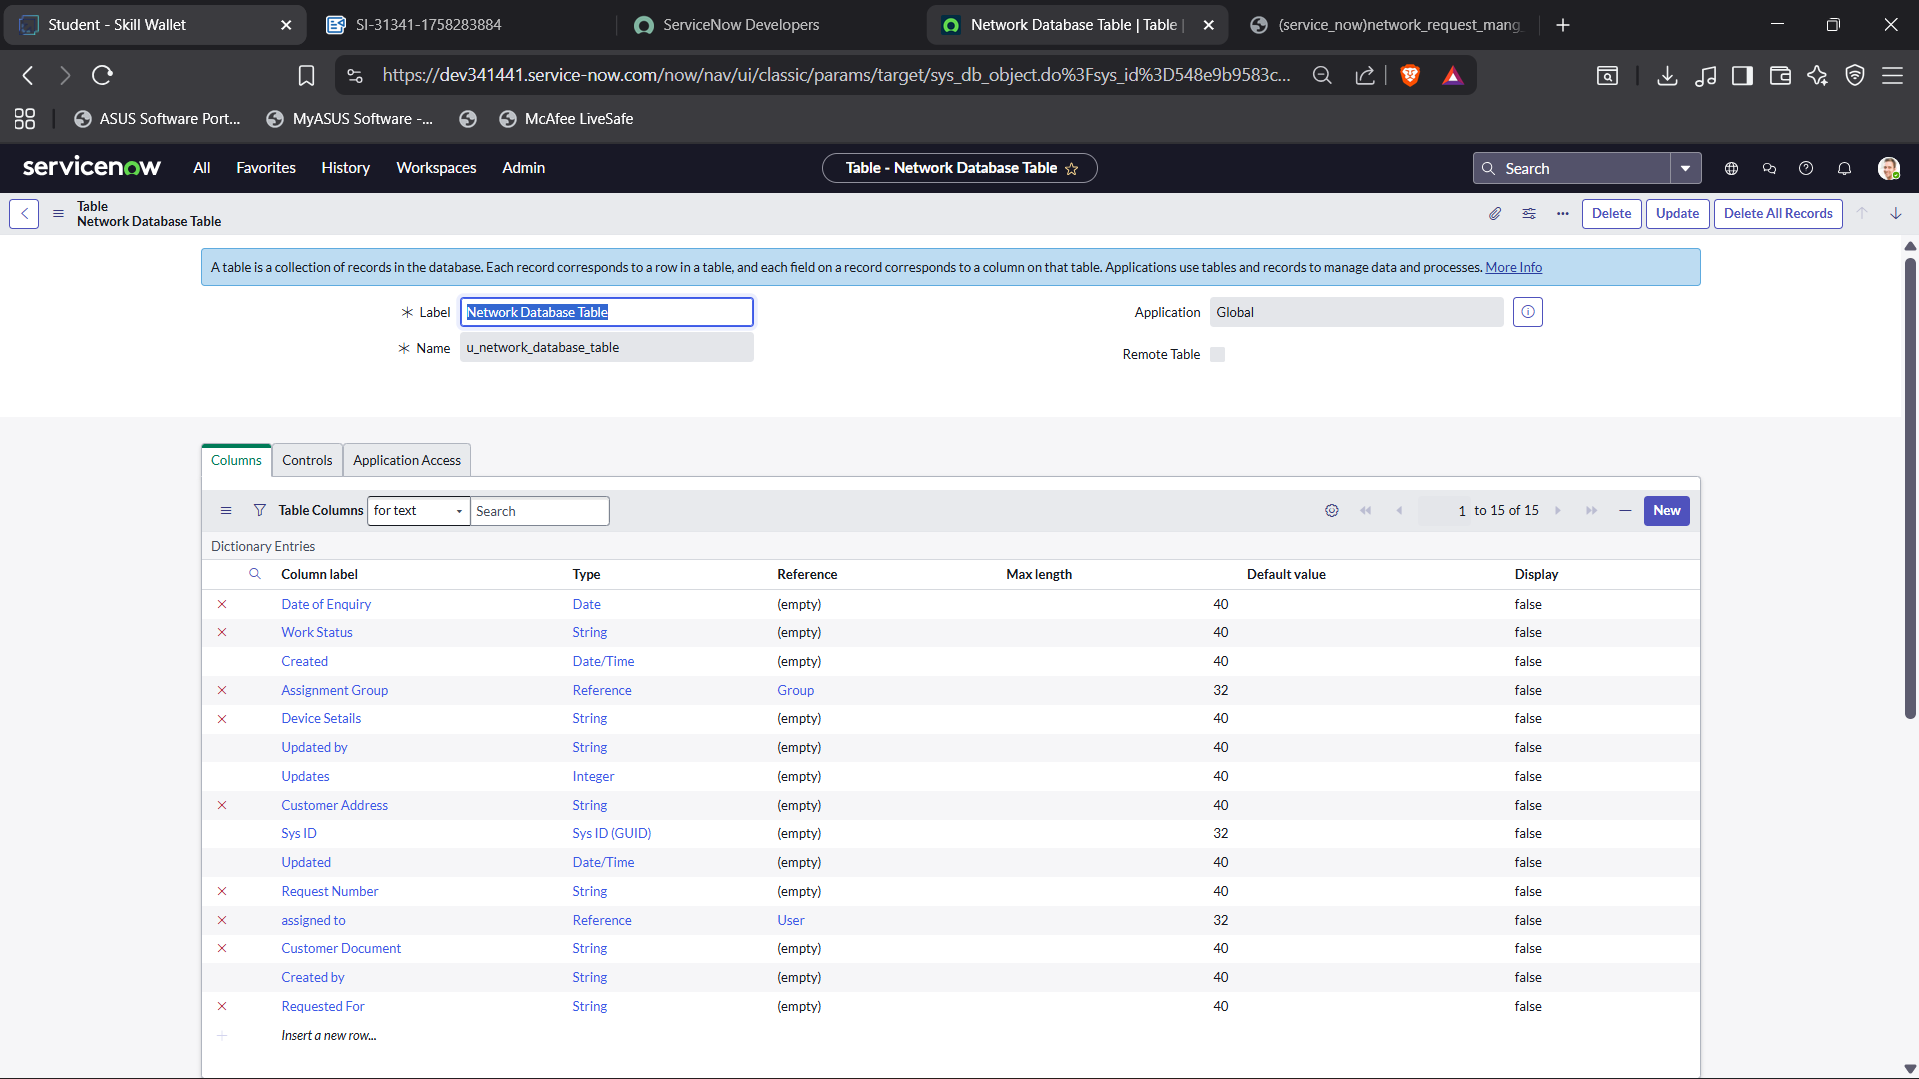 Student - Skill Wallet
SI-31341-1758283884
ServiceNow Developers
Network Database Table | Table |
(service_now)network_request_mang
https://dev341441.service-now.com/now/nav/ui/classic/params/target/sys_db_object.do%3Fsys_id%3D548e9b9583c...
ASUS Software Port...
MyASUS Software -...
McAfee LiveSafe
servicenow
All
Favorites
History
Workspaces
Admin
Table - Network Database Table
Search
Table
Network Database Table
Delete
Update
Delete All Records
A table is a collection of records in the database. Each record corresponds to a row in a table, and each field on a record corresponds to a column on that table. Applications use tables and records to manage data and processes. More Info
Label Network Database Table
Application Global
Name u_network_database_table
Remote Table
Columns
Controls
Application Access
Table Columns for text Search
1 to 15 of 15
New
Dictionary Entries
Column label Type Reference Max length Default value Display
Date of Enquiry Date (empty) 40 false
Work Status String (empty) 40 false
Created Date/Time (empty) 40 false
Assignment Group Reference Group 32 false
Device Setails String (empty) 40 false
Updated by String (empty) 40 false
Updates Integer (empty) 40 false
Customer Address String (empty) 40 false
Sys ID Sys ID (GUID) (empty) 32 false
Updated Date/Time (empty) 40 false
Request Number String (empty) 40 false
assigned to Reference User 32 false
Customer Document String (empty) 40 false
Created by String (empty) 40 false
Requested For String (empty) 40 false
Insert a new row...